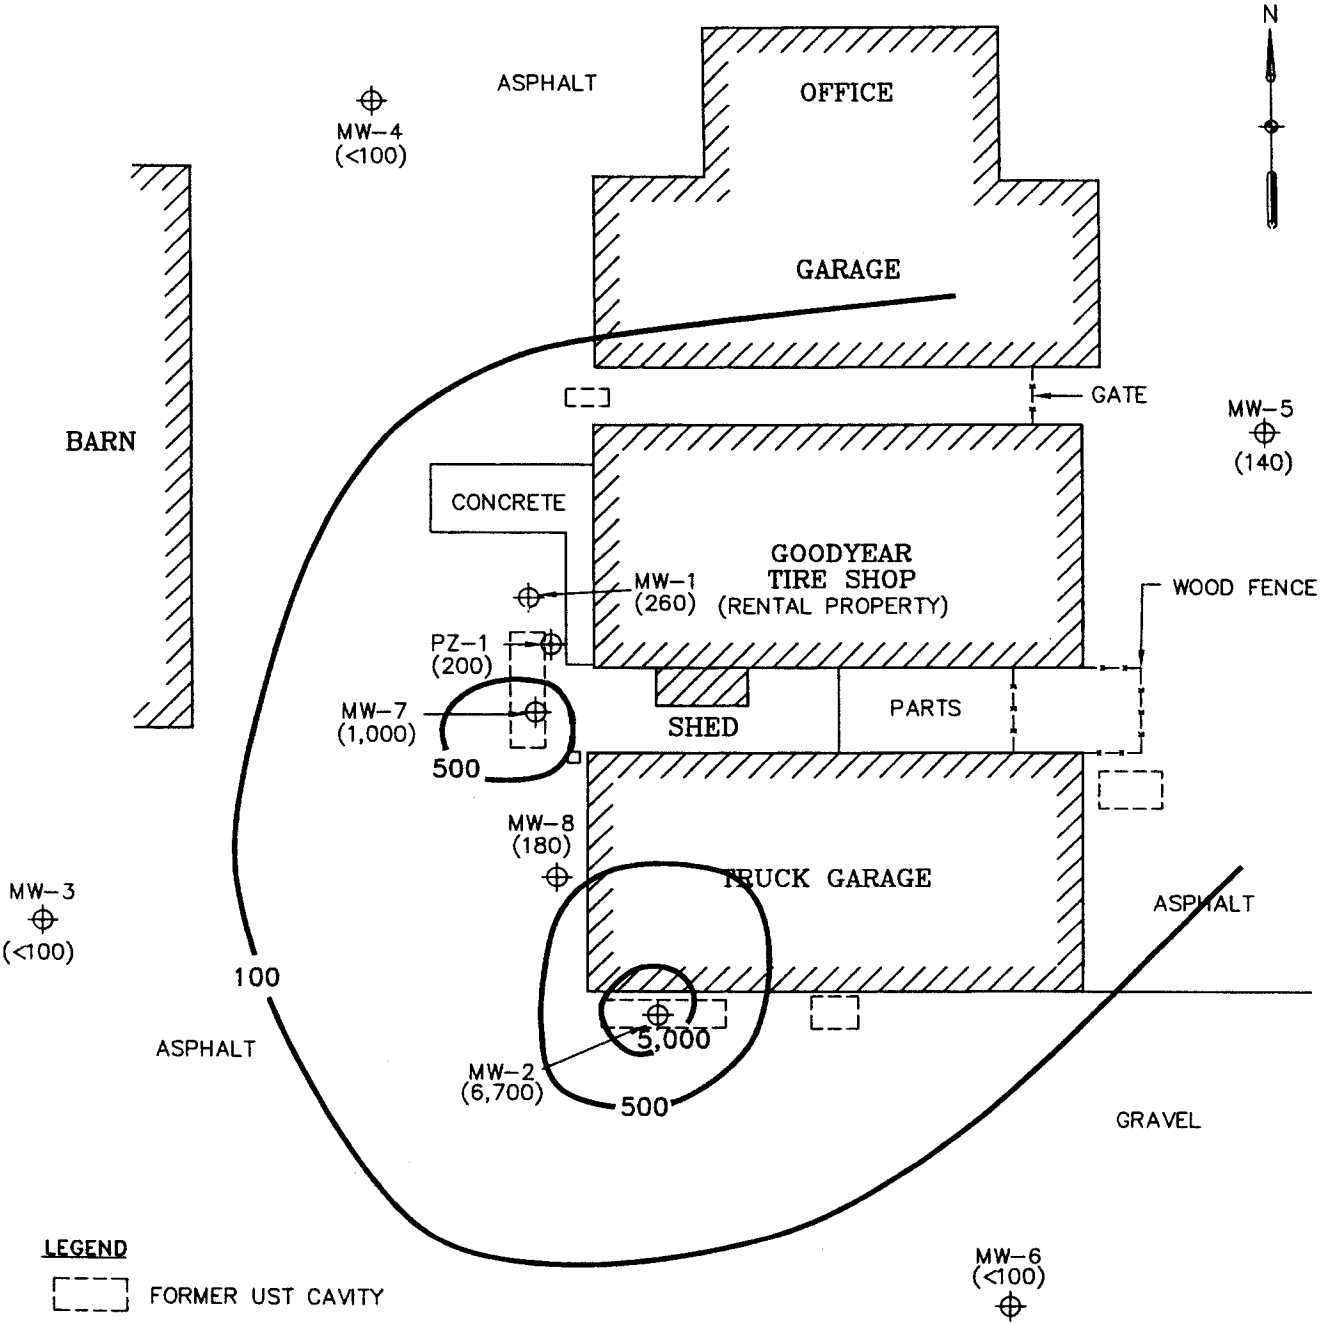 N
ASPHALT
OFFICE
MW-4
(<100)
GARAGE
GATE
MW-5
(140)
BARN
CONCRETE
GOODYEAR
TIRE SHOP
(RENTAL PROPERTY)
MW-1
(260)
WOOD FENCE
PZ-1
(200)
MW-7
(1,000)
PARTS
SHED
500
MW-8
(180)
TRUCK GARAGE
MW-3
(<100)
ASPHALT
100
ASPHALT
5,000
MW-2
(6,700)
500
GRAVEL
LEGEND
FORMER UST CAVITY
MW-6
(<100)